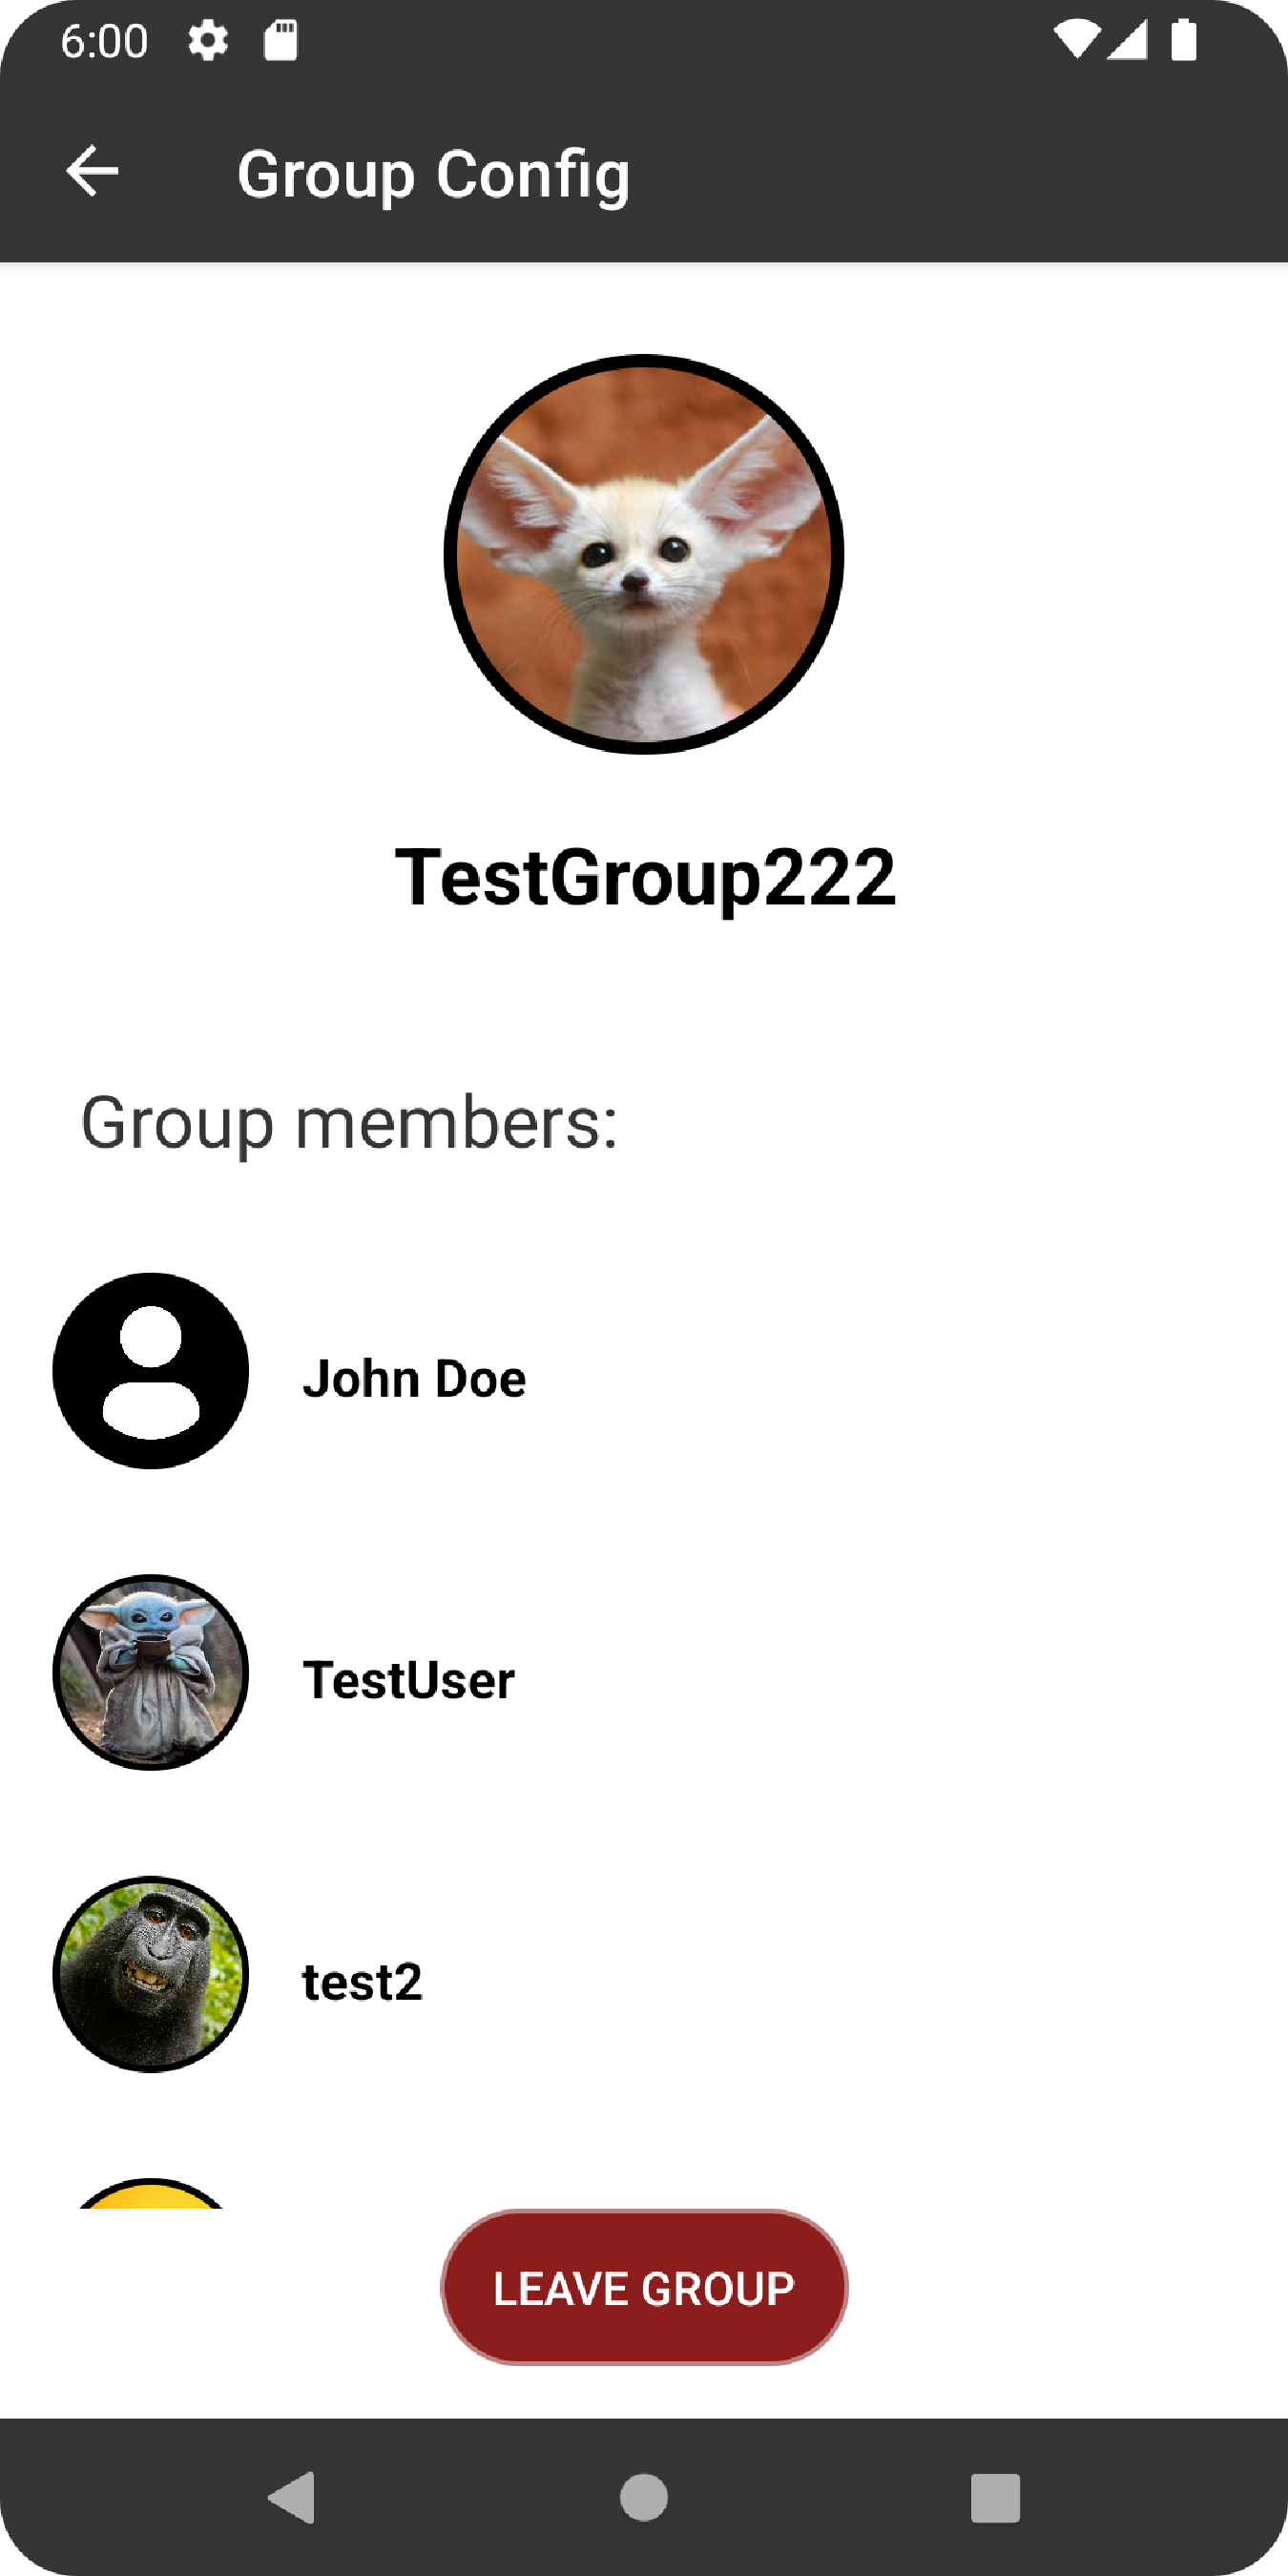 6:00
Group Config
TestGroup222
Group members:
John Doe
TestUser
test2
LEAVE GROUP